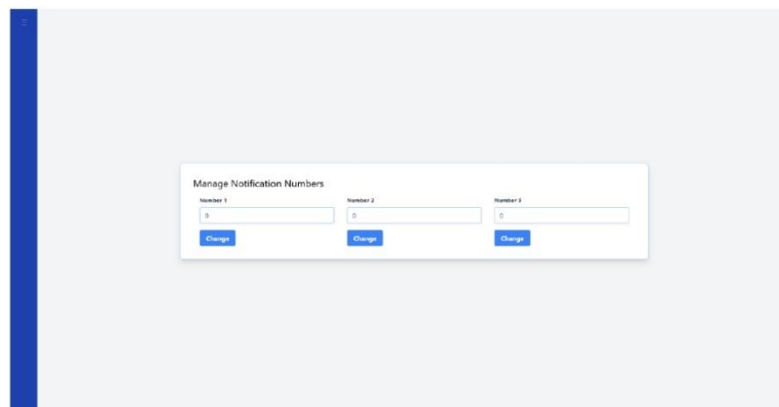 Manage Notification Numbers
Number 1 Number 2 Number 3
0 0 0
Change Change Change